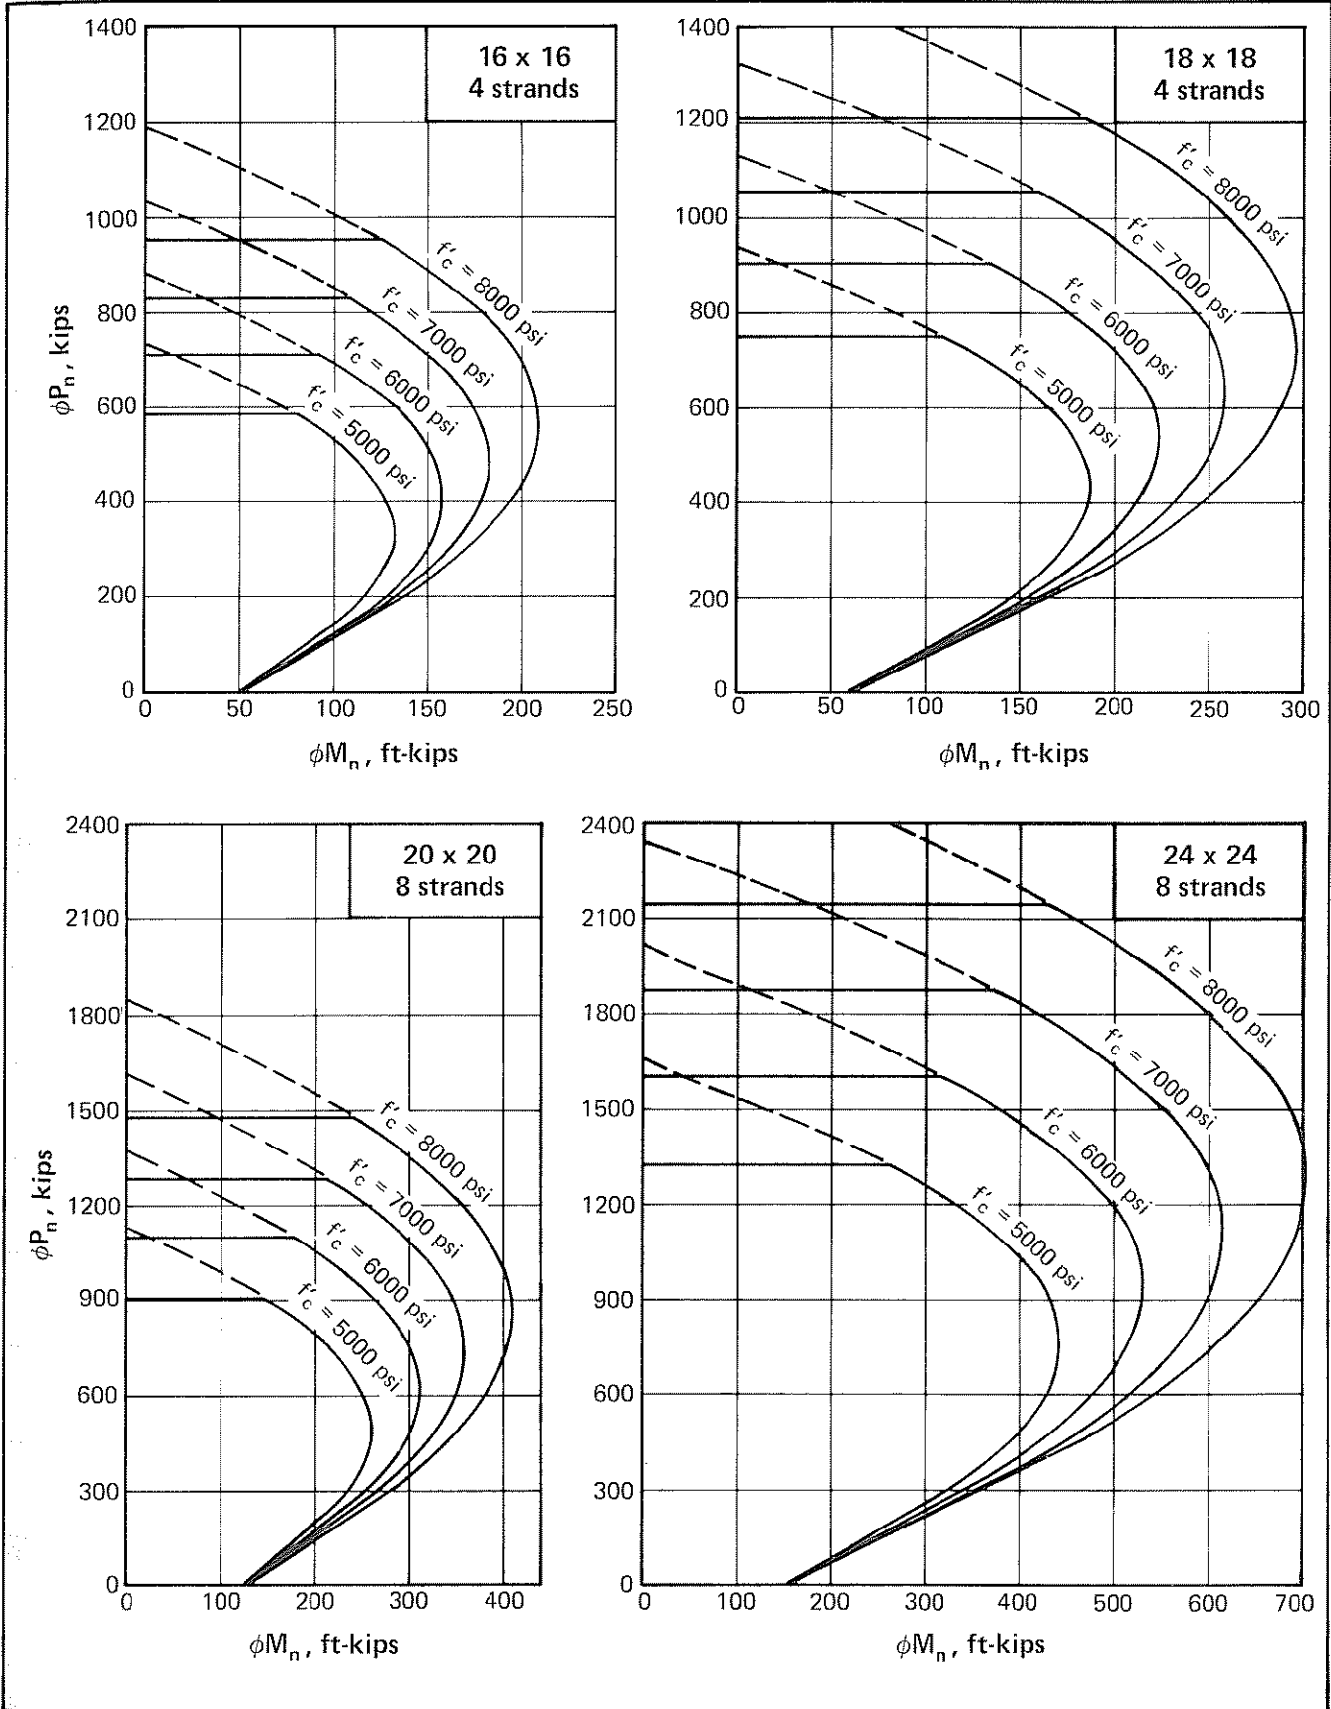 1400
1200
1000
800
600
400
200
0
ϕPn, kips
16 x 16
4 strands
f′c = 8000 psi
f′c = 7000 psi
f′c = 6000 psi
f′c = 5000 psi
0 50 100 150 200 250
ϕMn, ft-kips
1400
1200
1000
800
600
400
200
0
18 x 18
4 strands
f′c = 8000 psi
f′c = 7000 psi
f′c = 6000 psi
f′c = 5000 psi
0 50 100 150 200 250 300
ϕMn, ft-kips
2400
2100
1800
1500
1200
900
600
300
0
ϕPn, kips
20 x 20
8 strands
f′c = 8000 psi
f′c = 7000 psi
f′c = 6000 psi
f′c = 5000 psi
0 100 200 300 400
ϕMn, ft-kips
2400
2100
1800
1500
1200
900
600
300
0
24 x 24
8 strands
f′c = 8000 psi
f′c = 7000 psi
f′c = 6000 psi
f′c = 5000 psi
0 100 200 300 400 500 600 700
ϕMn, ft-kips